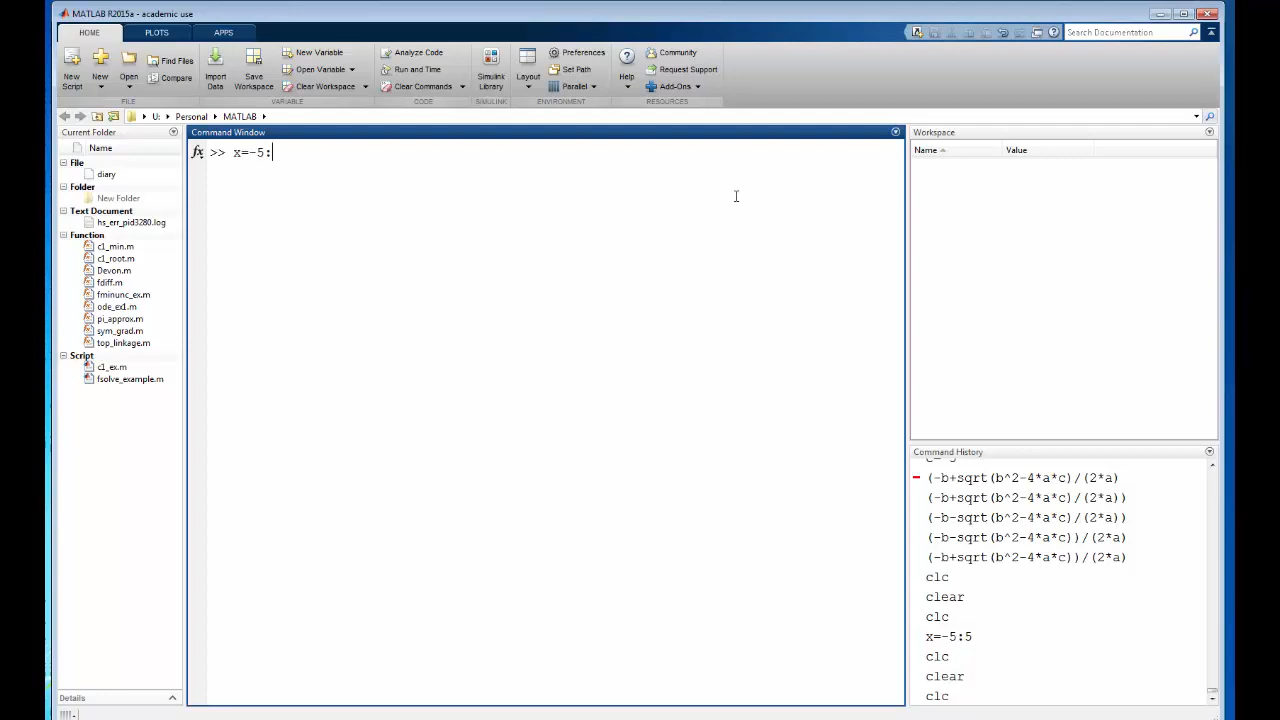 MATLAB R2015a - academic use
HOME PLOTS APPS
Search Documentation
New Script
New
Open
Find Files
Compare
FILE
Import Data
Save Workspace
New Variable
Open Variable
Clear Workspace
VARIABLE
Analyze Code
Run and Time
Clear Commands
CODE
Simulink Library
SIMULINK
Layout
Preferences
Set Path
Parallel
ENVIRONMENT
Help
Community
Request Support
Add-Ons
RESOURCES
U: Personal MATLAB
Current Folder
Name
File
diary
Folder
New Folder
Text Document
hs_err_pid3280.log
Function
c1_min.m
c1_root.m
Devon.m
fdiff.m
fminunc_ex.m
ode_ex1.m
pi_approx.m
sym_grad.m
top_linkage.m
Script
c1_ex.m
fsolve_example.m
Details
Command Window
fx >> x=-5:
Workspace
Name Value
Command History
(-b+sqrt(b^2-4*a*c)/(2*a)
(-b+sqrt(b^2-4*a*c)/(2*a))
(-b-sqrt(b^2-4*a*c)/(2*a))
(-b-sqrt(b^2-4*a*c))/(2*a)
(-b+sqrt(b^2-4*a*c))/(2*a)
clc
clear
clc
x=-5:5
clc
clear
clc